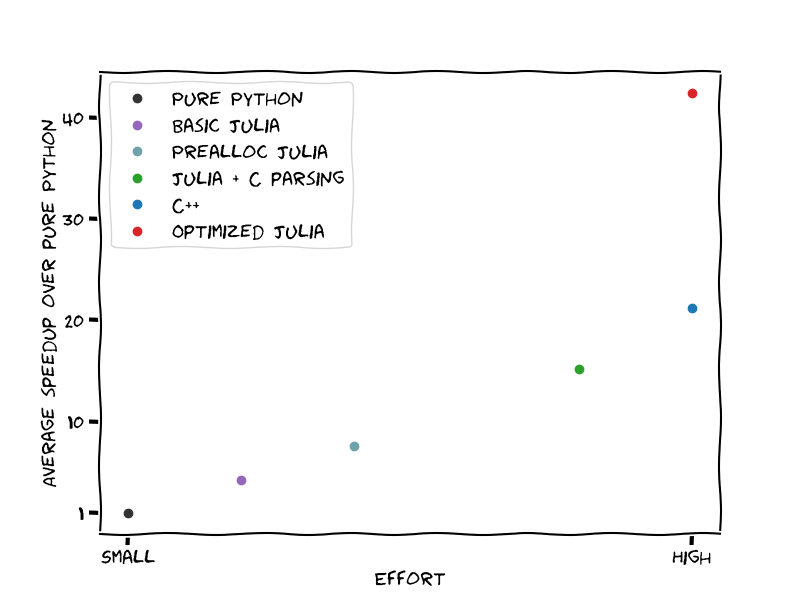 PURE PYTHON
BASIC JULIA
PREALLOC JULIA
JULIA + C PARSING
C++
OPTIMIZED JULIA
AVERAGE SPEEDUP OVER PURE PYTHON
40
30
20
10
1
SMALL
HIGH
EFFORT